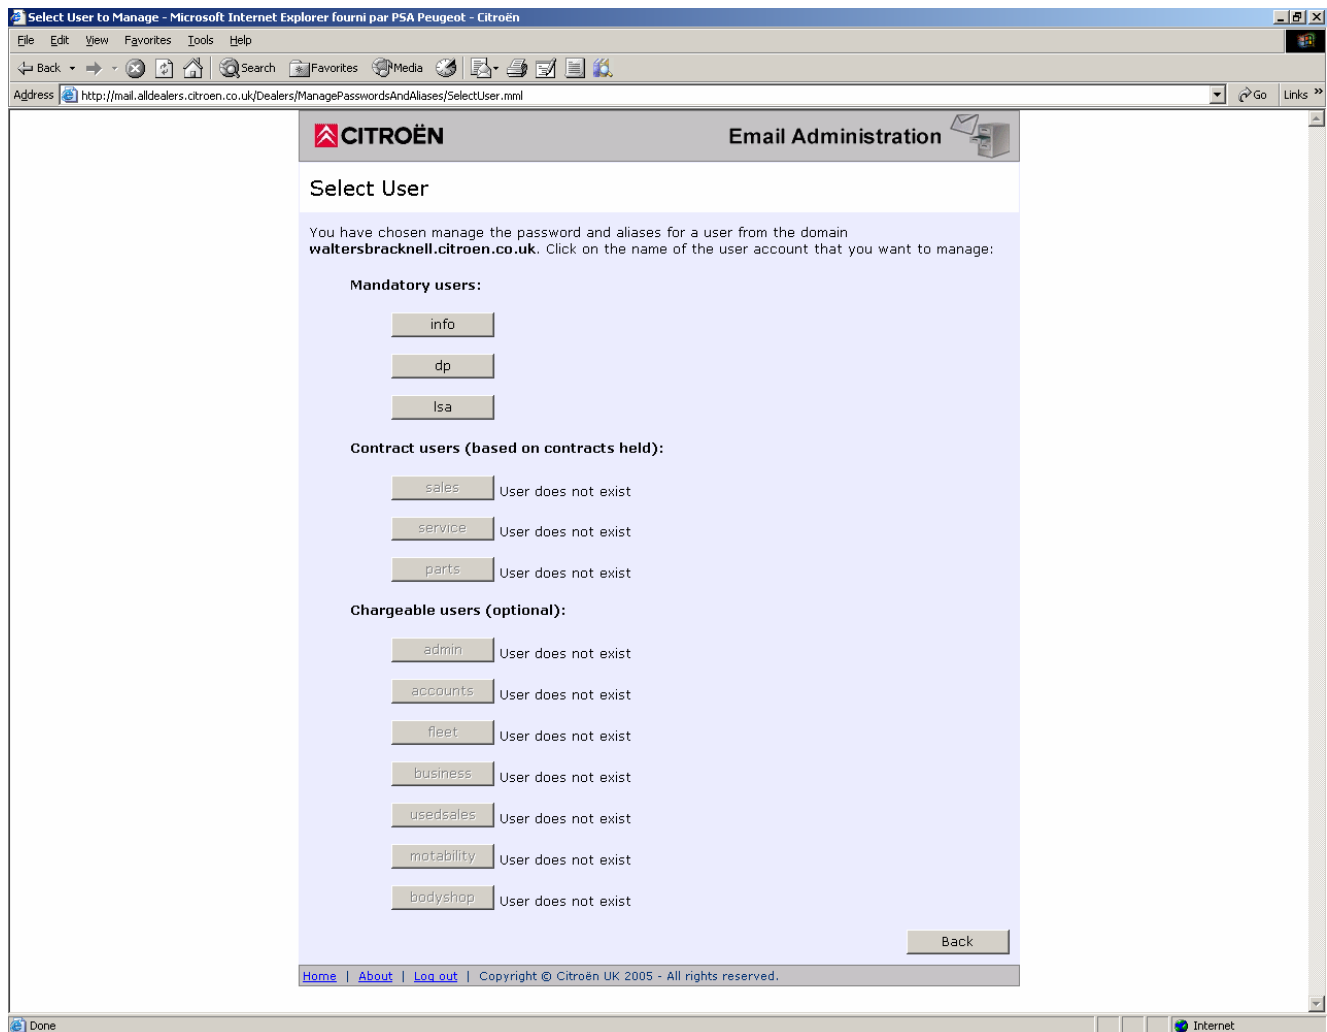 Select User to Manage - Microsoft Internet Explorer fourni par PSA Peugeot - Citroën
File Edit View Favorites Tools Help
Back Search Favorites Media
Address http://mail.alldealers.citroen.co.uk/Dealers/ManagePasswordsAndAliases/SelectUser.mml Go Links »
CITROËN Email Administration
Select User
You have chosen manage the password and aliases for a user from the domain
waltersbracknell.citroen.co.uk. Click on the name of the user account that you want to manage:
Mandatory users:
info
dp
lsa
Contract users (based on contracts held):
sales User does not exist
service User does not exist
parts User does not exist
Chargeable users (optional):
admin User does not exist
accounts User does not exist
fleet User does not exist
business User does not exist
usedsales User does not exist
motability User does not exist
bodyshop User does not exist
Back
Home | About | Log out | Copyright © Citroën UK 2005 - All rights reserved.
Done Internet